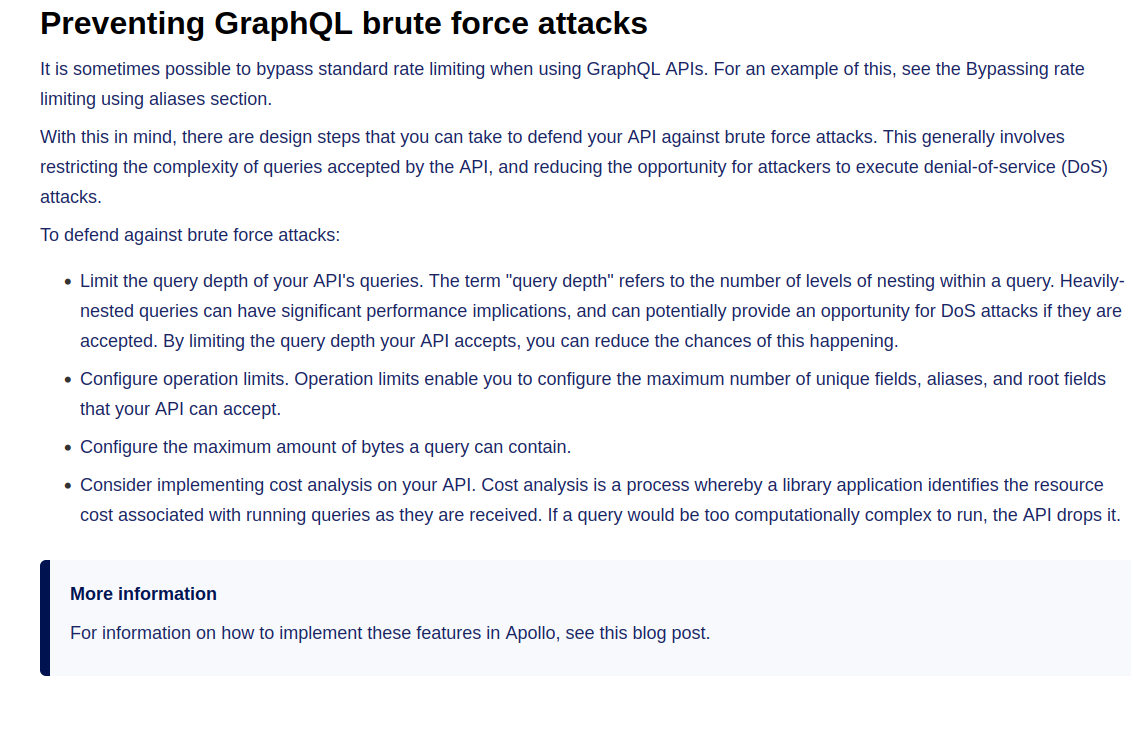 Preventing GraphQL brute force attacks
It is sometimes possible to bypass standard rate limiting when using GraphQL APIs. For an example of this, see the Bypassing rate
limiting using aliases section.
With this in mind, there are design steps that you can take to defend your API against brute force attacks. This generally involves
restricting the complexity of queries accepted by the API, and reducing the opportunity for attackers to execute denial-of-service (DoS)
attacks.
To defend against brute force attacks:
• Limit the query depth of your API's queries. The term "query depth" refers to the number of levels of nesting within a query. Heavily-
nested queries can have significant performance implications, and can potentially provide an opportunity for DoS attacks if they are
accepted. By limiting the query depth your API accepts, you can reduce the chances of this happening.
• Configure operation limits. Operation limits enable you to configure the maximum number of unique fields, aliases, and root fields
that your API can accept.
• Configure the maximum amount of bytes a query can contain.
• Consider implementing cost analysis on your API. Cost analysis is a process whereby a library application identifies the resource
cost associated with running queries as they are received. If a query would be too computationally complex to run, the API drops it.
More information
For information on how to implement these features in Apollo, see this blog post.